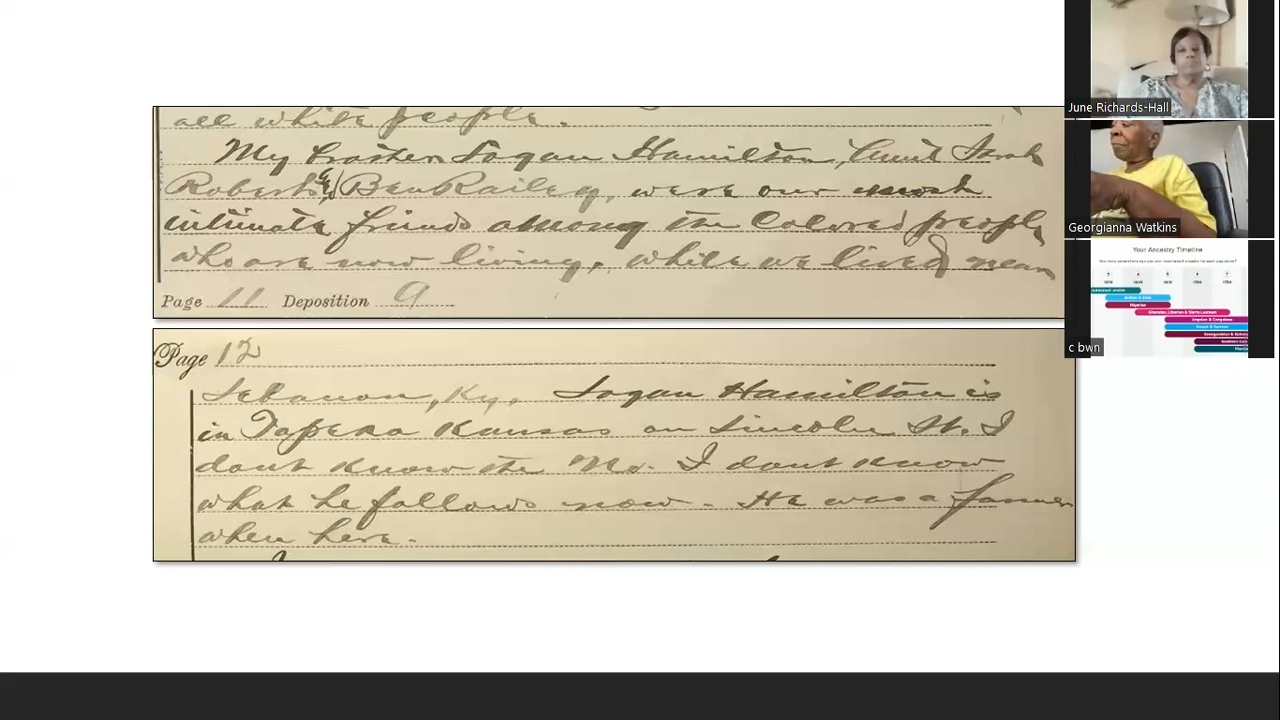 all white people.
My brother Logan Hamilton, Aunt Sarah
Roberts, & Ben Railey, were our most
intimate friends among the Colored people
who are now living, while we lived near
Page 11 Deposition 9
Page 12
Lebanon, Ky. Logan Hamilton is
in Topeka Kansas on Lincoln St. I
dont know the No. I dont know
what he follows now. He was a farmer
when here.
June Richards-Hall
Georgianna Watkins
Your Ancestry Timeline
c bwn